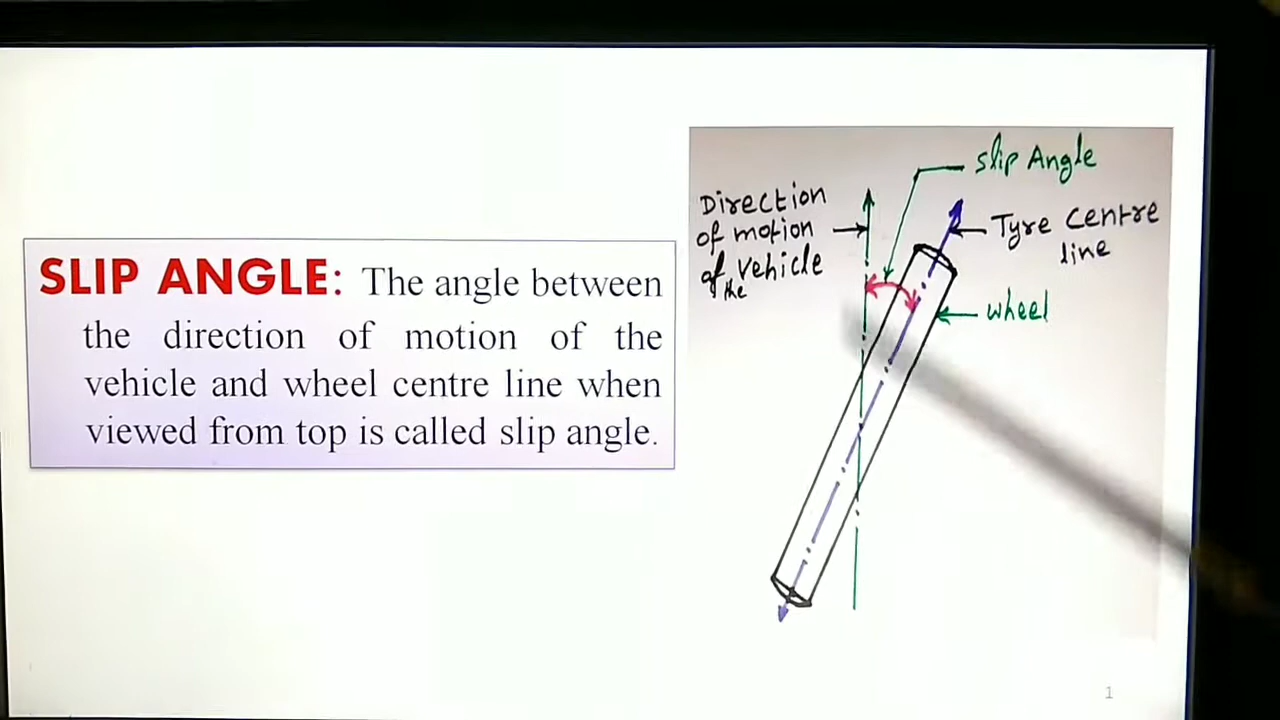 SLIP ANGLE: The angle between
the direction of motion of the
vehicle and wheel centre line when
viewed from top is called slip angle.
Slip Angle
Direction
of motion
of the vehicle
Tyre Centre
line
wheel
1